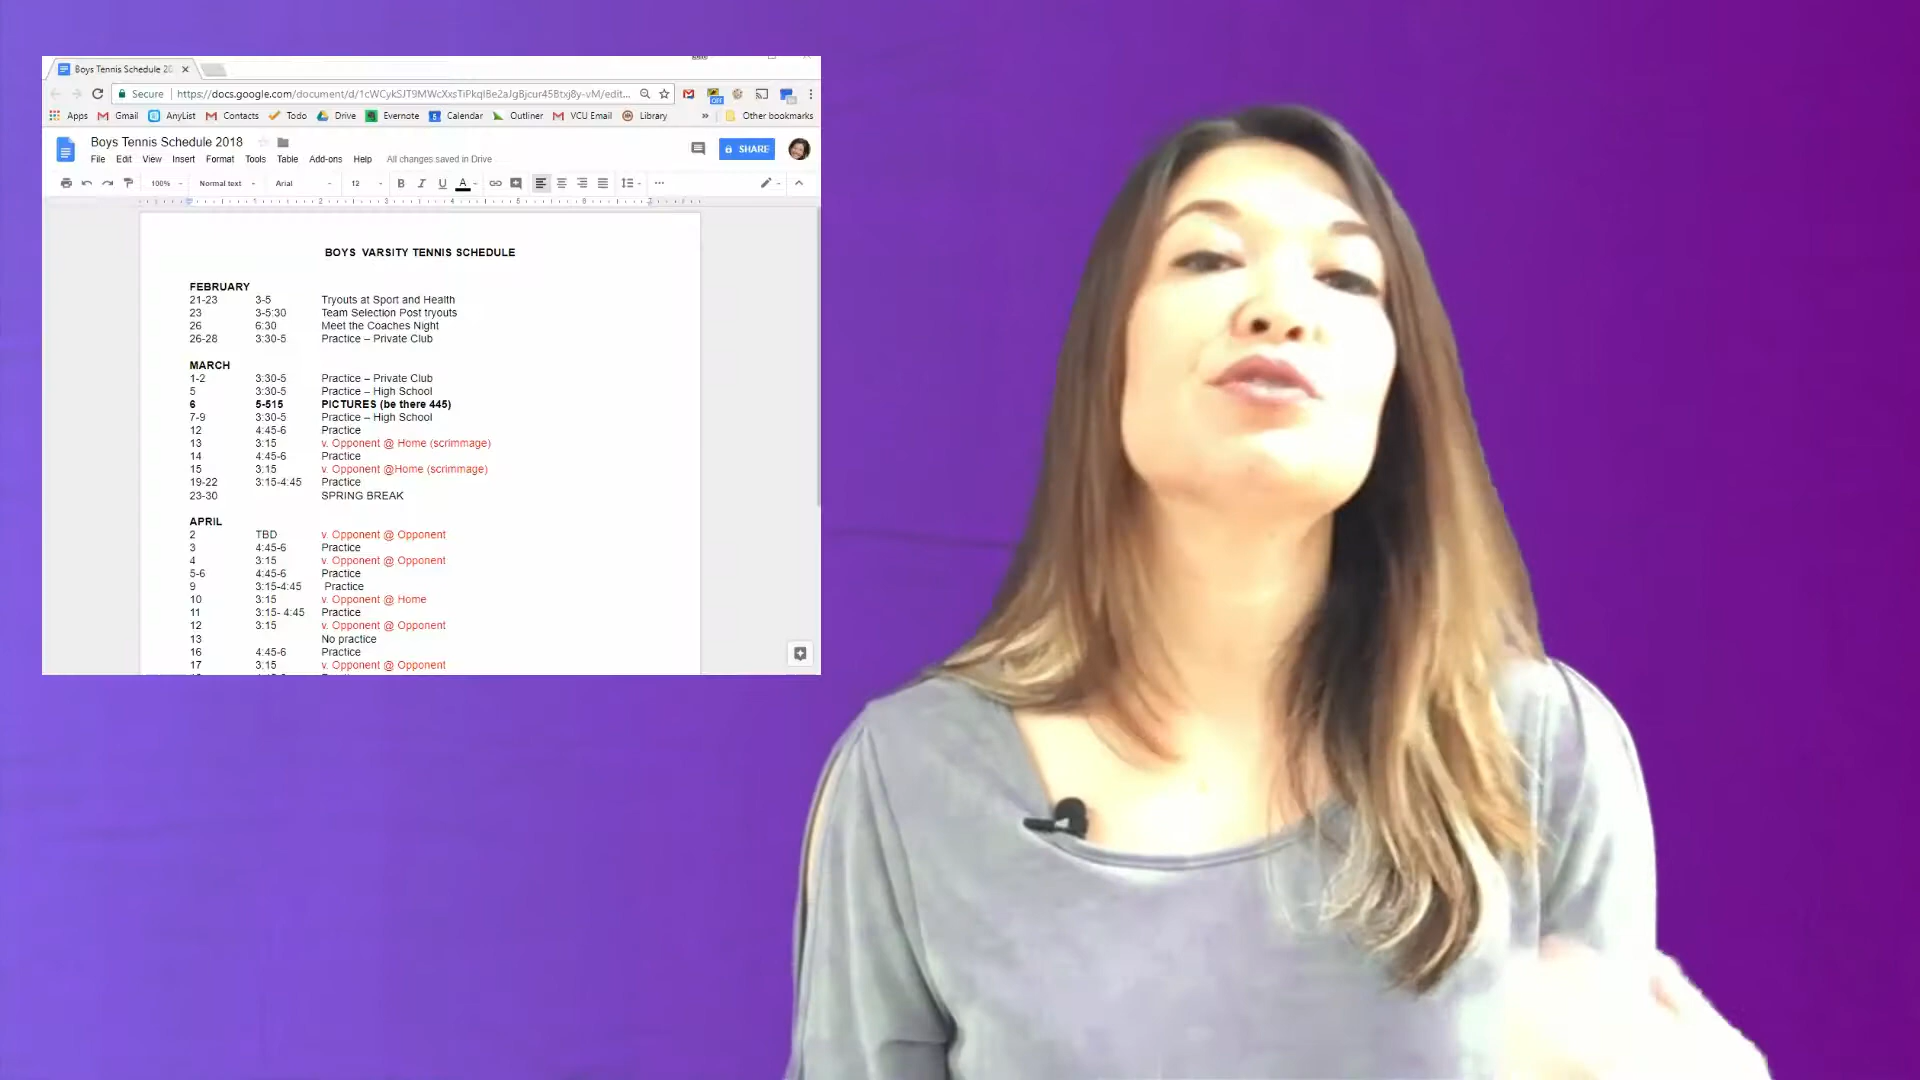 Boys Tennis Schedule 20
Secure https://docs.google.com/document/d/1cWCykSJT9MWcXxsTiPkqIBe2aJgBjcur45Btxj8y-vM/edit...
Apps Gmail AnyList Contacts Todo Drive Evernote Calendar Outliner VCU Email Library » Other bookmarks
Boys Tennis Schedule 2018
File Edit View Insert Format Tools Table Add-ons Help All changes saved in Drive
SHARE
100% Normal text Arial 12 B I U A
1 2 3 4 5 6 7
BOYS VARSITY TENNIS SCHEDULE
FEBRUARY
21-23 3-5 Tryouts at Sport and Health
23 3-5:30 Team Selection Post tryouts
26 6:30 Meet the Coaches Night
26-28 3:30-5 Practice – Private Club
MARCH
1-2 3:30-5 Practice – Private Club
5 3:30-5 Practice – High School
6 5-515 PICTURES (be there 445)
7-9 3:30-5 Practice – High School
12 4:45-6 Practice
13 3:15 v. Opponent @ Home (scrimmage)
14 4:45-6 Practice
15 3:15 v. Opponent @Home (scrimmage)
19-22 3:15-4:45 Practice
23-30 SPRING BREAK
APRIL
2 TBD v. Opponent @ Opponent
3 4:45-6 Practice
4 3:15 v. Opponent @ Opponent
5-6 4:45-6 Practice
9 3:15-4:45 Practice
10 3:15 v. Opponent @ Home
11 3:15- 4:45 Practice
12 3:15 v. Opponent @ Opponent
13 No practice
16 4:45-6 Practice
17 3:15 v. Opponent @ Opponent